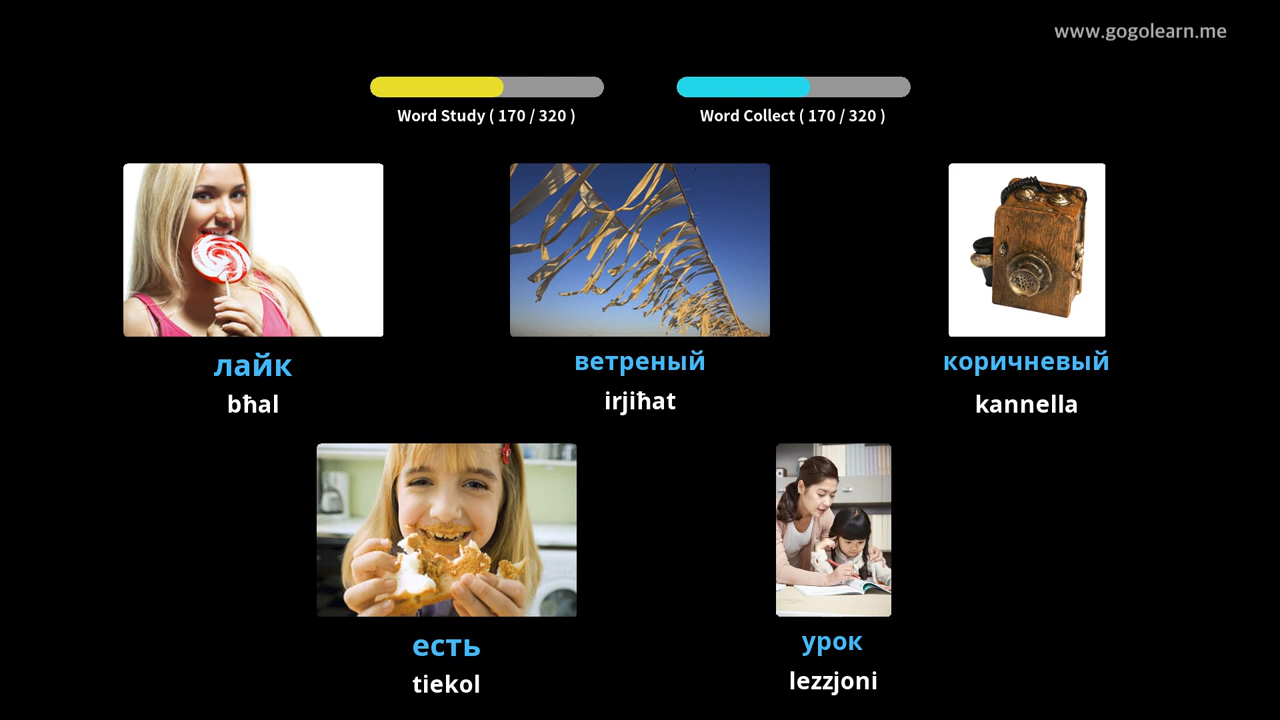 www.gogolearn.me
Word Study ( 170 / 320 )
Word Collect ( 170 / 320 )
лайк
bħal
ветреный
irjiħat
коричневый
kannella
есть
tiekol
урок
lezzjoni